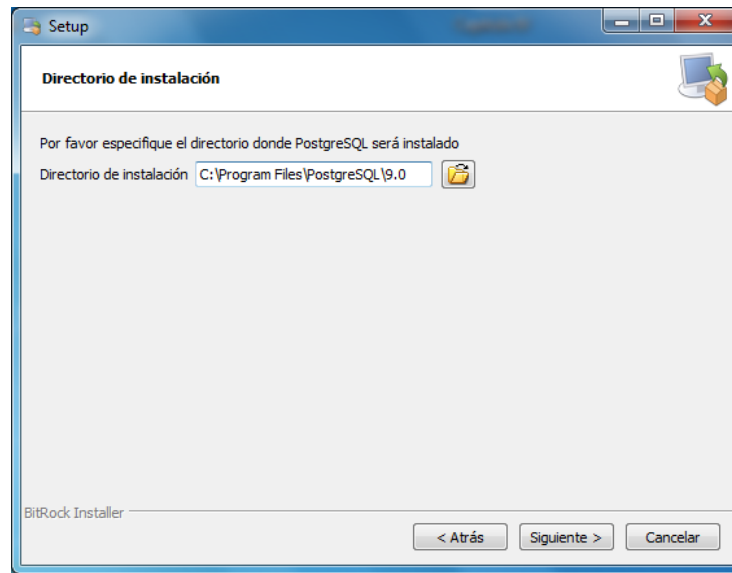 Setup
Directorio de instalación
Por favor especifique el directorio donde PostgreSQL será instalado
Directorio de instalación C:\Program Files\PostgreSQL\9.0
BitRock Installer
< Atrás Siguiente > Cancelar